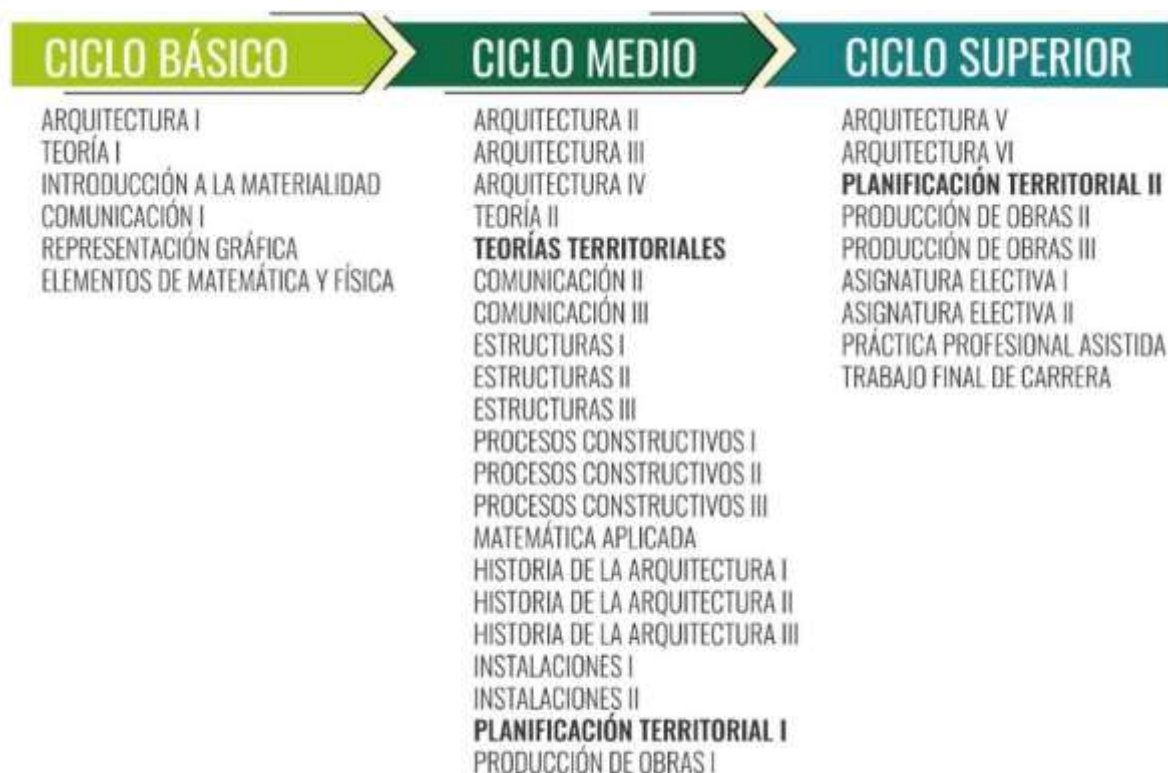 CICLO BÁSICO
ARQUITECTURA I
TEORÍA I
INTRODUCCIÓN A LA MATERIALIDAD
COMUNICACIÓN I
REPRESENTACIÓN GRÁFICA
ELEMENTOS DE MATEMÁTICA Y FÍSICA
CICLO MEDIO
ARQUITECTURA II
ARQUITECTURA III
ARQUITECTURA IV
TEORÍA II
TEORÍAS TERRITORIALES
COMUNICACIÓN II
COMUNICACIÓN III
ESTRUCTURAS I
ESTRUCTURAS II
ESTRUCTURAS III
PROCESOS CONSTRUCTIVOS I
PROCESOS CONSTRUCTIVOS II
PROCESOS CONSTRUCTIVOS III
MATEMÁTICA APLICADA
HISTORIA DE LA ARQUITECTURA I
HISTORIA DE LA ARQUITECTURA II
HISTORIA DE LA ARQUITECTURA III
INSTALACIONES I
INSTALACIONES II
PLANIFICACIÓN TERRITORIAL I
PRODUCCIÓN DE OBRAS I
CICLO SUPERIOR
ARQUITECTURA V
ARQUITECTURA VI
PLANIFICACIÓN TERRITORIAL II
PRODUCCIÓN DE OBRAS II
PRODUCCIÓN DE OBRAS III
ASIGNATURA ELECTIVA I
ASIGNATURA ELECTIVA II
PRÁCTICA PROFESIONAL ASISTIDA
TRABAJO FINAL DE CARRERA